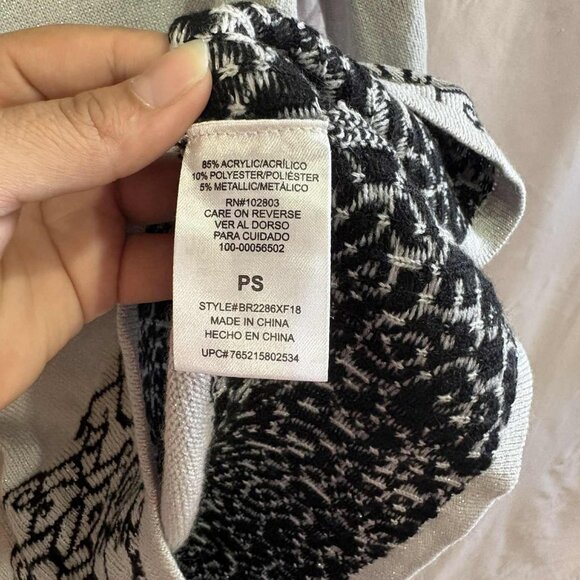 85% ACRYLIC/ACRÍLICO
10% POLYESTER/POLIÉSTER
5% METALLIC/METÁLICO
RN#102803
CARE ON REVERSE
VER AL DORSO
PARA CUIDADO
100-00056502
PS
STYLE#BR2286XF18
MADE IN CHINA
HECHO EN CHINA
UPC#765215802534